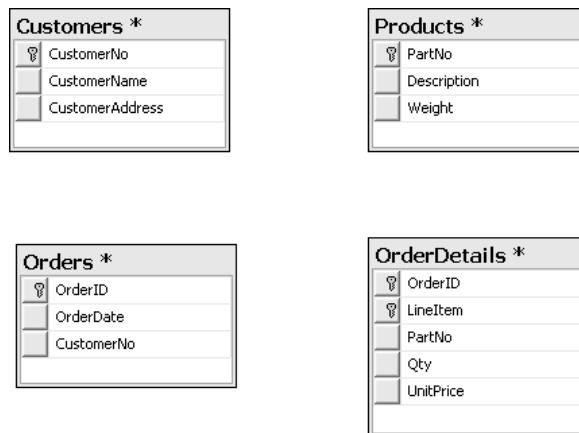 Customers *
CustomerNo
CustomerName
CustomerAddress
Products *
PartNo
Description
Weight
Orders *
OrderID
OrderDate
CustomerNo
OrderDetails *
OrderID
LineItem
PartNo
Qty
UnitPrice